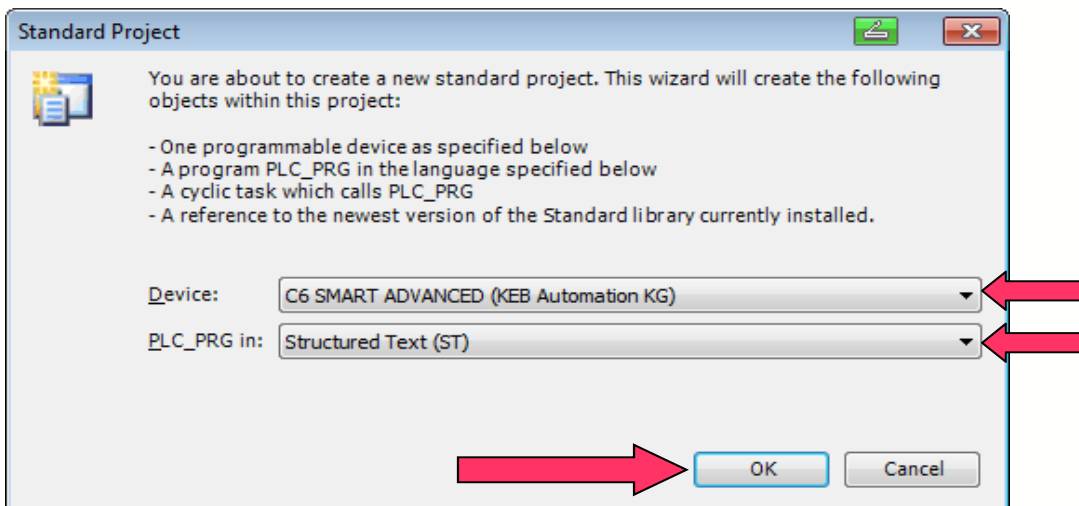 Standard Project
You are about to create a new standard project. This wizard will create the following
objects within this project:
- One programmable device as specified below
- A program PLC_PRG in the language specified below
- A cyclic task which calls PLC_PRG
- A reference to the newest version of the Standard library currently installed.
Device: C6 SMART ADVANCED (KEB Automation KG)
PLC_PRG in: Structured Text (ST)
OK Cancel